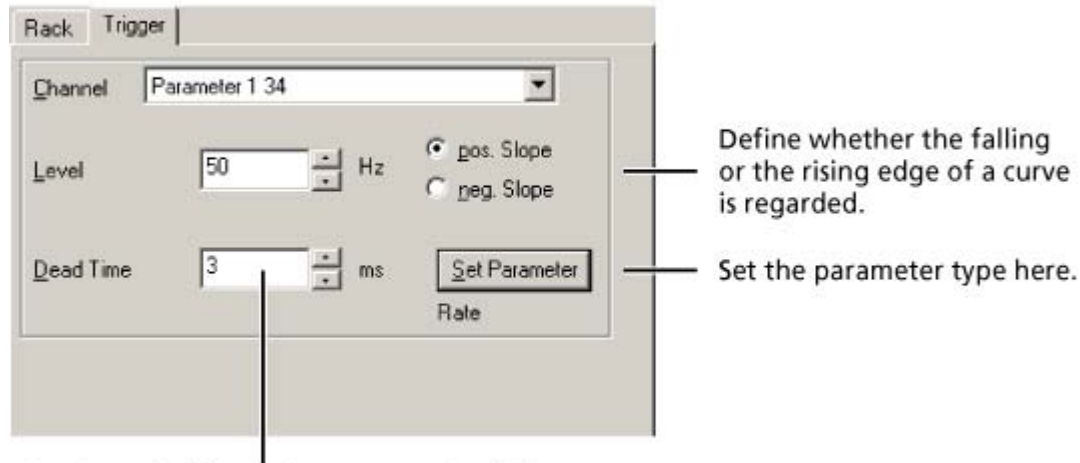 Rack Trigger
Channel Parameter 1 34
Level 50 Hz pos. Slope
neg. Slope
Define whether the falling
or the rising edge of a curve
is regarded.
Dead Time 3 ms Set Parameter
Set the parameter type here.
Rate